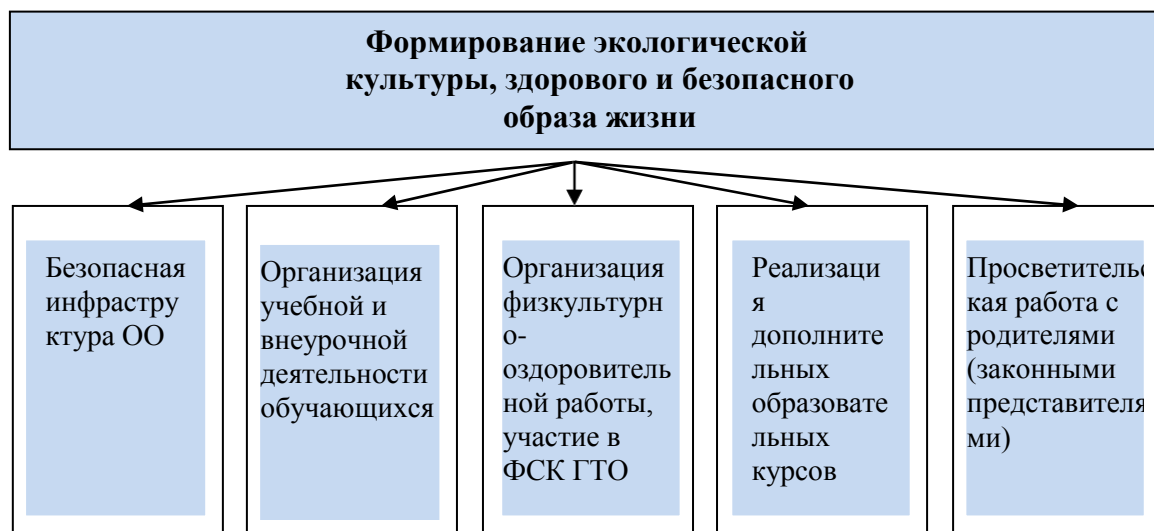 Формирование экологической
культуры, здорового и безопасного
образа жизни
Безопасная
инфрастру
ктура ОО
Организация
учебной и
внеурочной
деятельности
обучающихся
Организация
физкультурн
о-
оздоровитель
ной работы,
участие в
ФСК ГТО
Реализаци
я
дополните
льных
образовате
льных
курсов
Просветительс
кая работа с
родителями
(законными
представителя
ми)